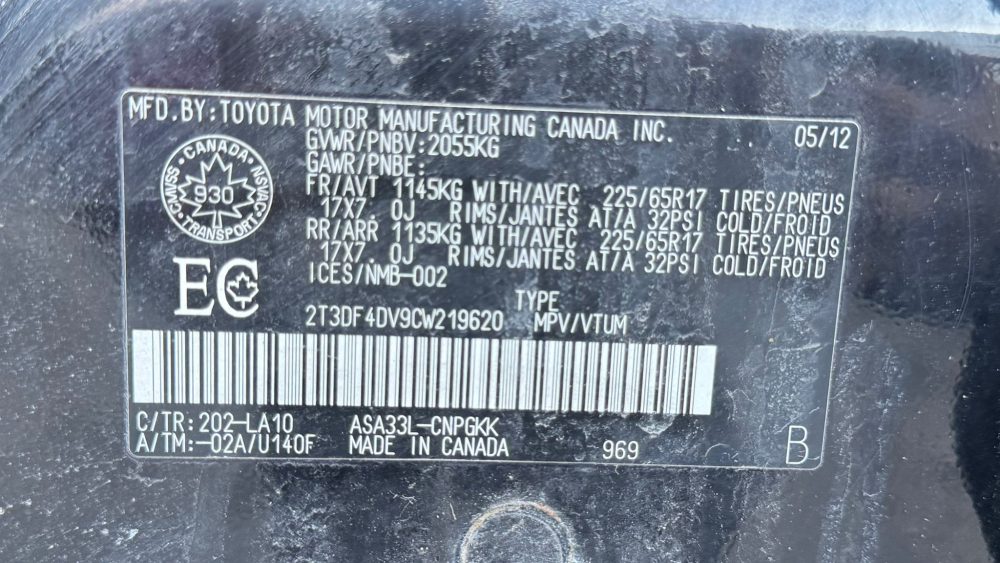 MFD.BY:TOYOTA MOTOR MANUFACTURING CANADA INC. 05/12
GVWR/PNBV:2055KG
GAWR/PNBE:
FR/AVT 1145KG WITH/AVEC 225/65R17 TIRES/PNEUS
17X7.0J RIMS/JANTES AT/A 32PSI COLD/FROID
RR/ARR 1135KG WITH/AVEC 225/65R17 TIRES/PNEUS
17X7.0J RIMS/JANTES AT/A 32PSI COLD/FROID
ICES/NMB-002
CANADA
SMVSS NSVAC
930
TRANSPORT
EC
TYPE
2T3DF4DV9CW219620 MPV/VTUM
C/TR:202-LA10 ASA33L-CNPGKK
A/TM:-02A/U140F MADE IN CANADA 969 B